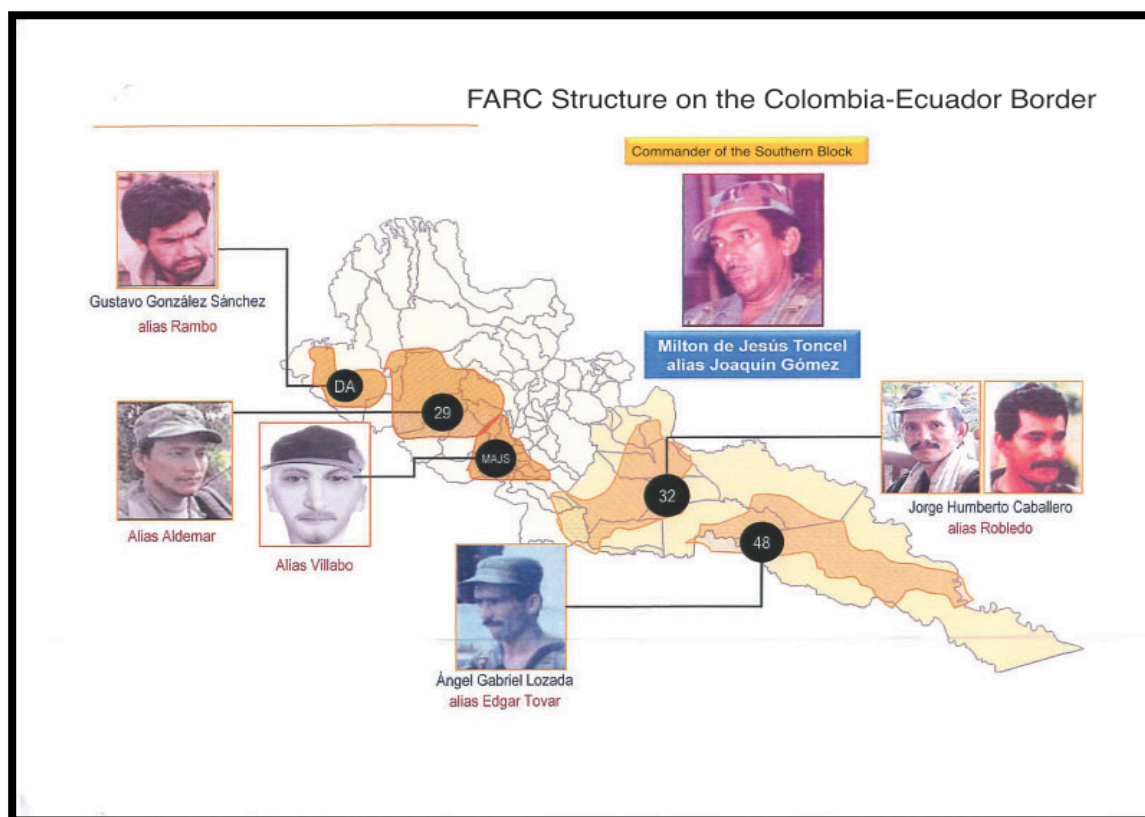 FARC Structure on the Colombia-Ecuador Border
Commander of the Southern Block
Milton de Jesús Toncel
alias Joaquín Gómez
Gustavo González Sánchez
alias Rambo
DA
29
MAJS
32
48
Alias Aldemar
Alias Villabo
Jorge Humberto Caballero
alias Robledo
Ángel Gabriel Lozada
alias Edgar Tovar